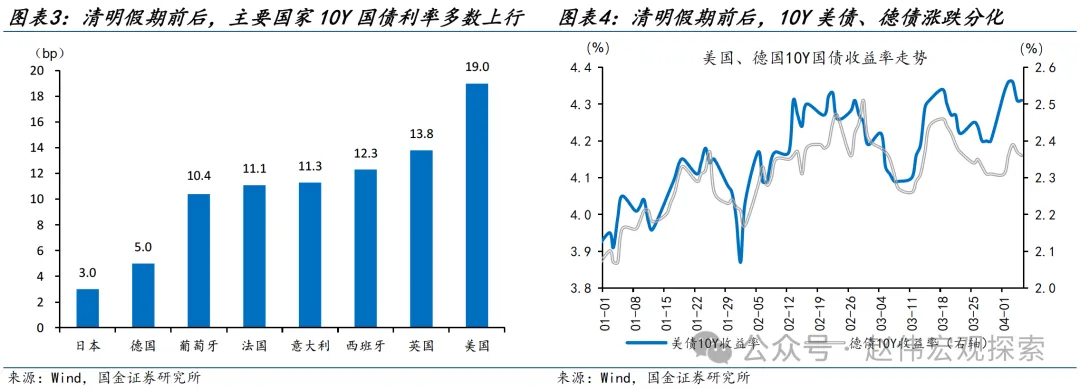 图表3：清明假期前后，主要国家 10Y 国债利率多数上行
（bp）
20
18
16
14
12
10
8
6
4
2
0
3.0
5.0
10.4
11.1
11.3
12.3
13.8
19.0
日本
德国
葡萄牙
法国
意大利
西班牙
英国
美国
来源：Wind，国金证券研究所
图表4：清明假期前后，10Y 美债、德债涨跌分化
（%）
（%）
美国、德国10Y国债收益率走势
4.4
4.3
4.2
4.1
4.0
3.9
3.8
2.6
2.5
2.4
2.3
2.2
2.1
2.0
01-01
01-08
01-15
01-22
01-29
02-05
02-12
02-19
02-26
03-04
03-11
03-18
03-25
04-01
美债10Y收益率
德债10Y收益率（右轴）
公众号·赵伟宏观探索
来源：Wind，国金证券研究所